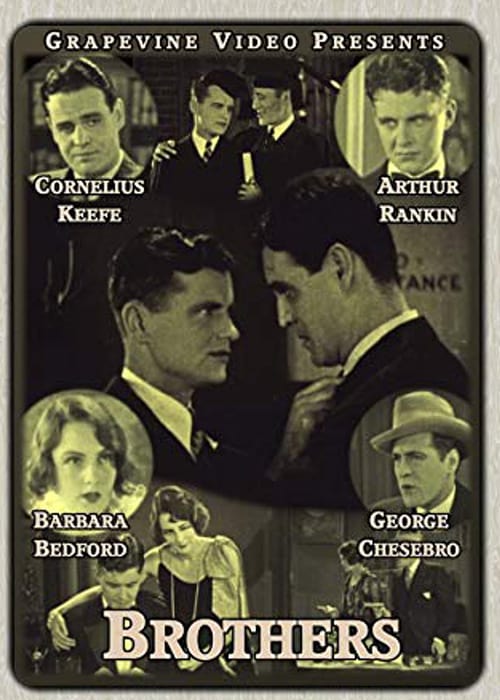 Grapevine Video Presents
Cornelius
Keefe
Arthur
Rankin
Barbara
Bedford
George
Chesebro
Brothers